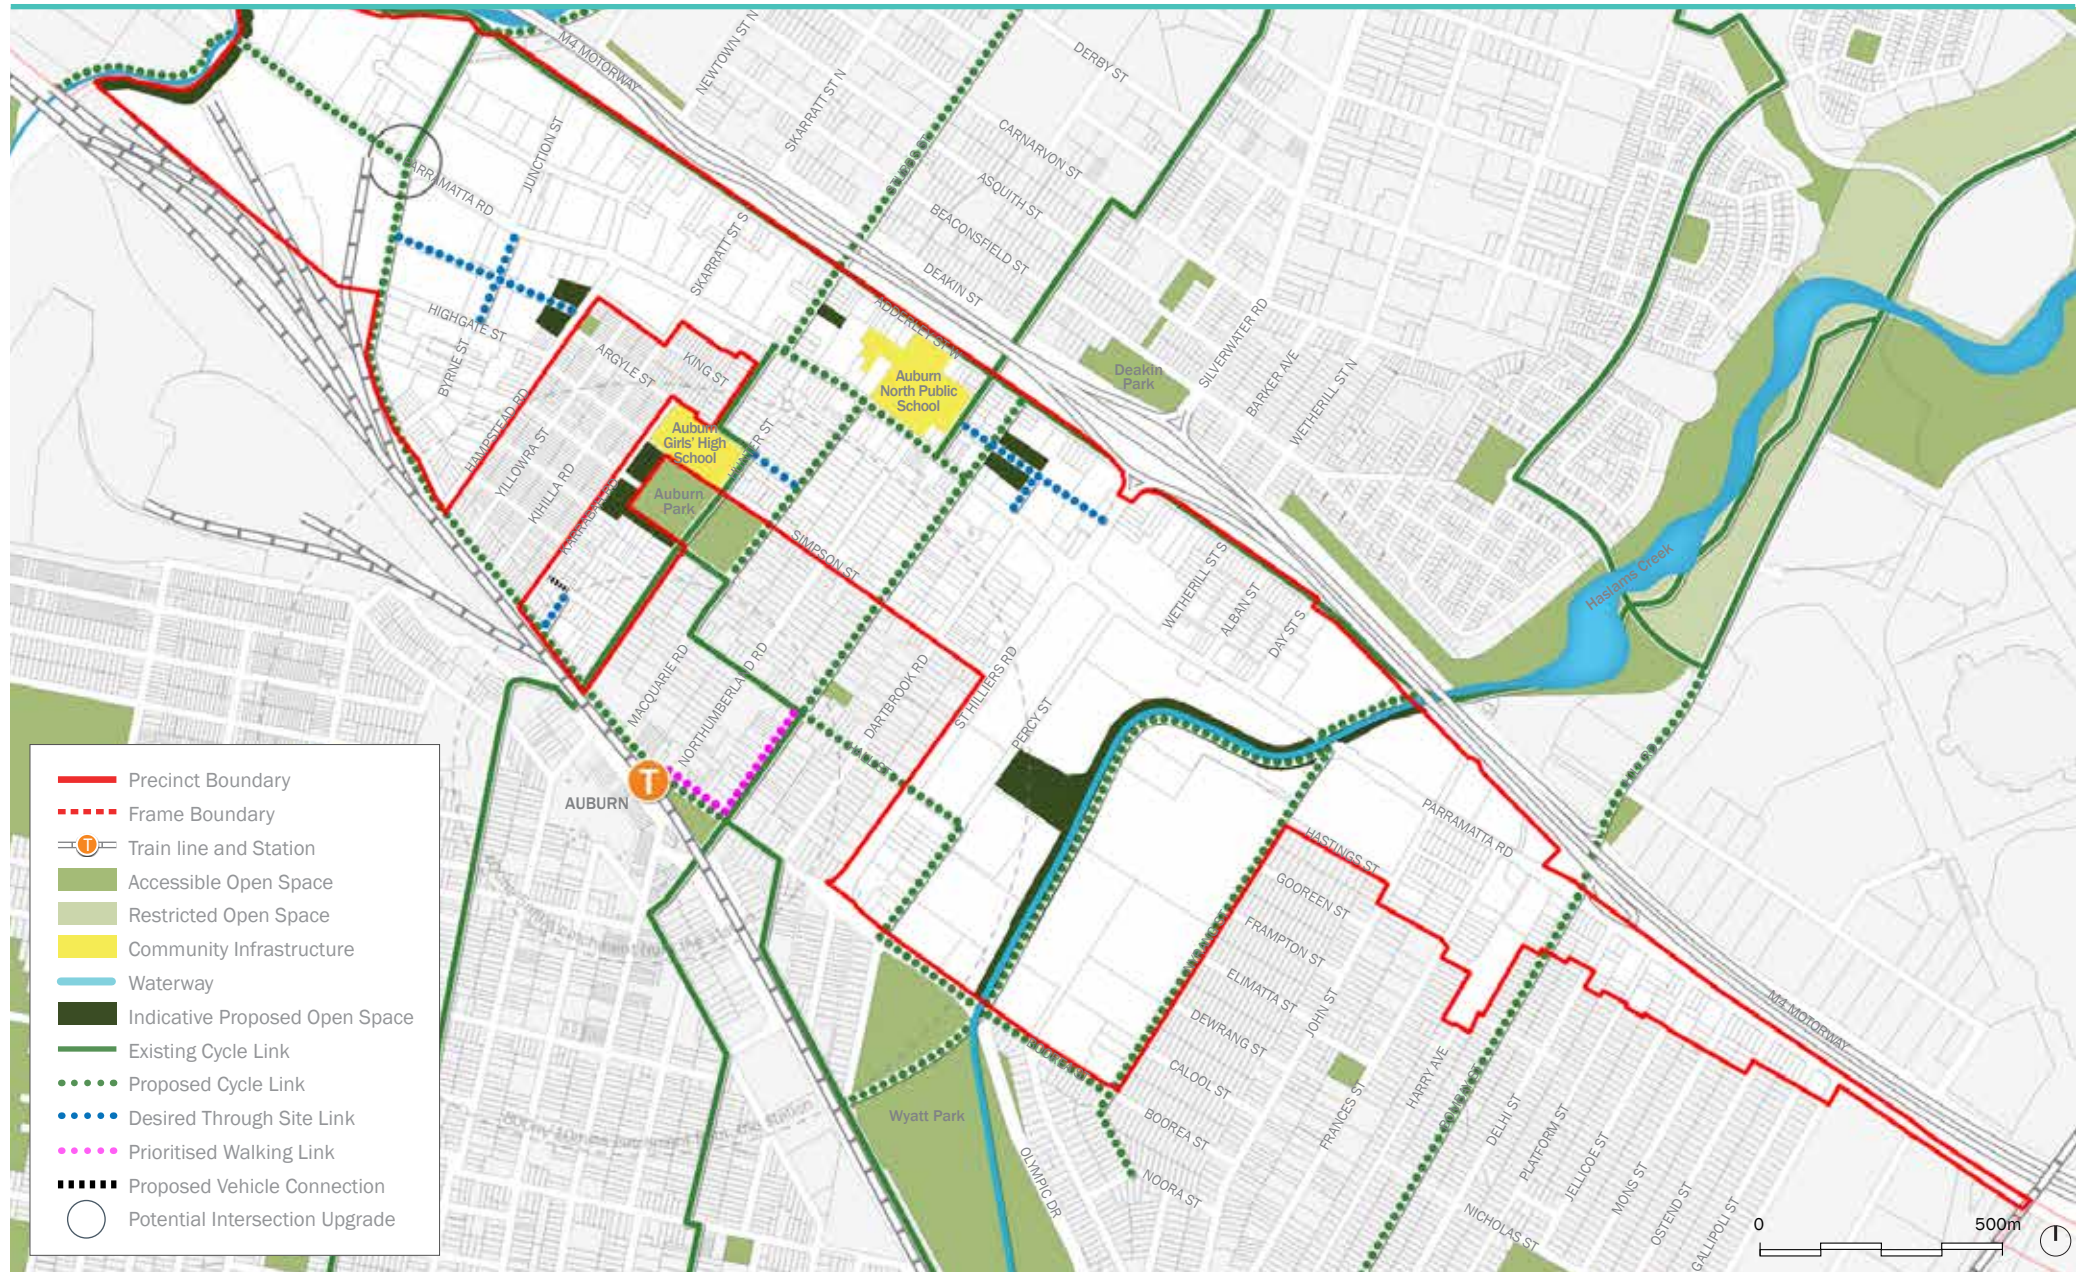 M4 MOTORWAY
NEWTOWN ST N
SKARRATT ST N
DERBY ST
CARNARVON ST
ASQUITH ST
BEACONSFIELD ST
DEAKIN ST
JUNCTION ST
SKARRATT ST S
ADDERLEY ST W
SILVERWATER RD
BARKER AVE
WETHERILL ST N
Deakin
Park
HIGHGATE ST
BYRNE ST
ARGYLE ST
KING ST
Auburn
North Public
School
HAMPSTEAD RD
YILLOWRA ST
KIHILLA RD
Auburn
Girls' High
School
Auburn
Park
SIMPSON ST
Haslams Creek
WETHERILL ST S
ALBAN ST
DAY ST S
MACQUARIE RD
NORTHUMBERLAND RD
DARTBROOK RD
ST HILLIERS RD
PERCY ST
T
AUBURN
PARRAMATTA RD
HASTINGS ST
GOOREEN ST
FRAMPTON ST
ELIMATTA ST
JOHN ST
DEWRANG ST
CALOOL ST
BOOREA ST
NOORA ST
FRANCES ST
HARRY AVE
DELHI ST
PLATFORM ST
JELLICOE ST
MONS ST
OSTEND ST
GALLIPOLI ST
NICHOLAS ST
OLYMPIC DR
Wyatt Park
M4 MOTORWAY
Precinct Boundary
Frame Boundary
T
Train line and Station
Accessible Open Space
Restricted Open Space
Community Infrastructure
Waterway
Indicative Proposed Open Space
Existing Cycle Link
Proposed Cycle Link
Desired Through Site Link
Prioritised Walking Link
Proposed Vehicle Connection
Potential Intersection Upgrade
0 500m